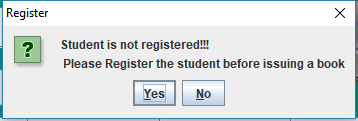 Register
Student is not registered!!!
Please Register the student before issuing a book
Yes No